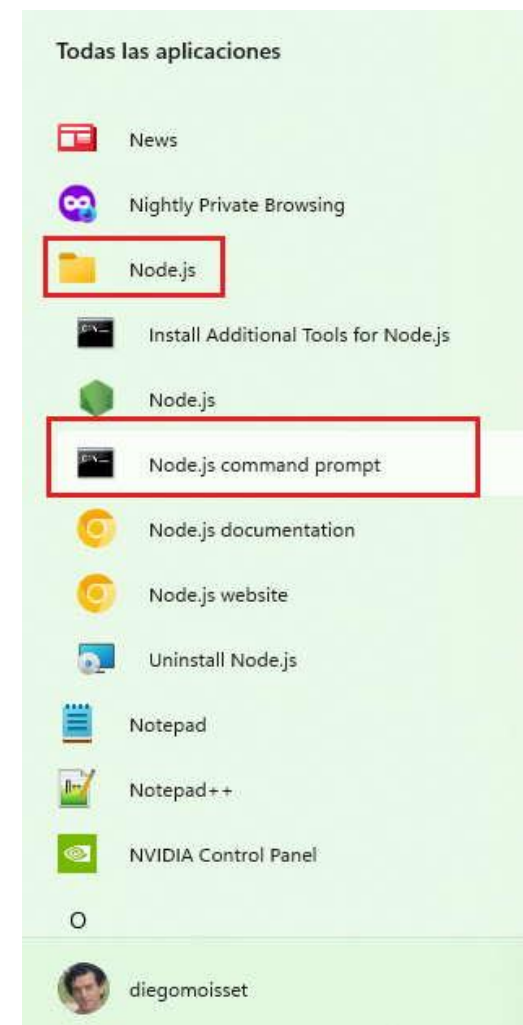 Todas las aplicaciones
News
Nightly Private Browsing
Node.js
Install Additional Tools for Node.js
Node.js
Node.js command prompt
Node.js documentation
Node.js website
Uninstall Node.js
Notepad
Notepad++
NVIDIA Control Panel
O
diegomoisset